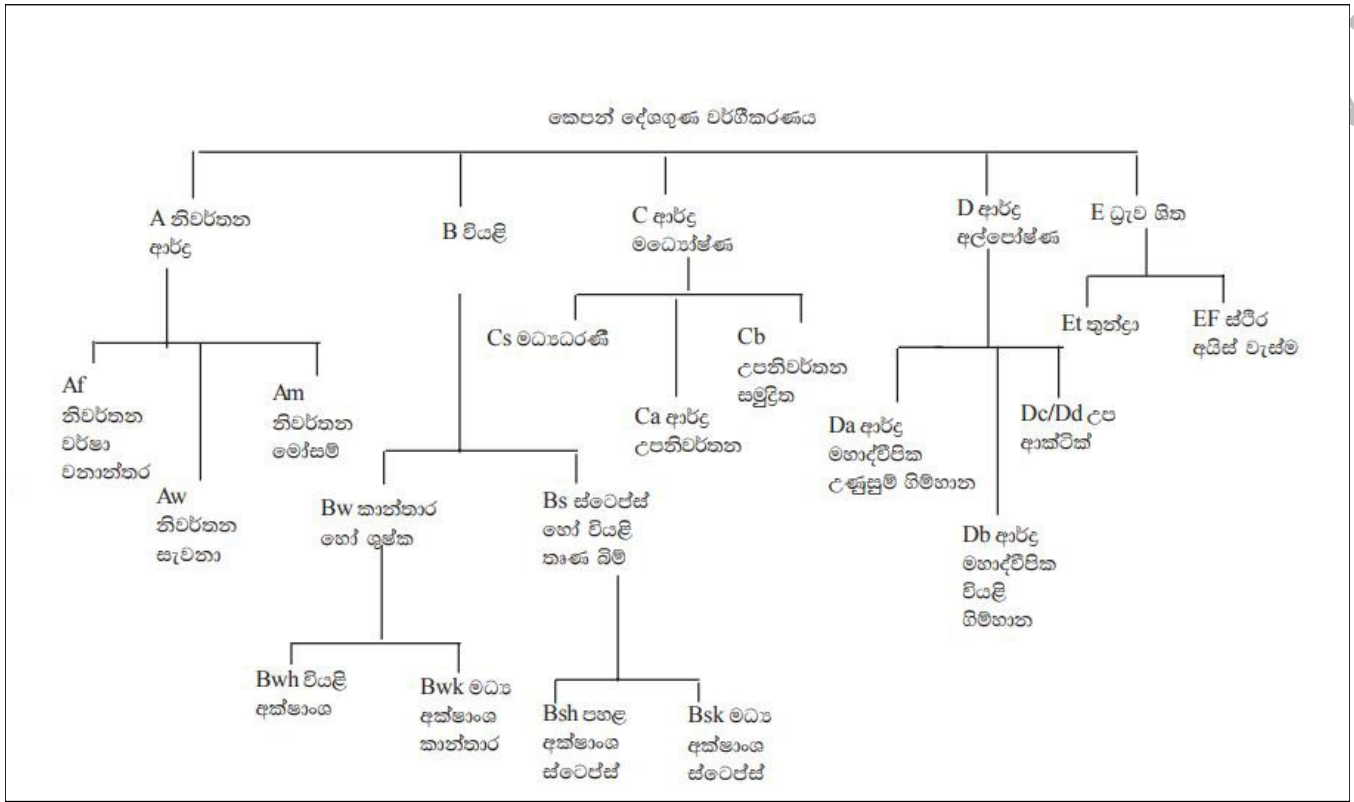 කෙපන් දේශගුණ වර්ගීකරණය
A නිවර්තන
ආර්ද්‍ර
B වියළි
C ආර්ද්‍ර
මධ්‍යෝෂ්ණ
D ආර්ද්‍ර
අල්පෝෂ්ණ
E ධ්‍රැව ශිත
Af
නිවර්තන
වර්ෂා
වනාන්තර
Aw
නිවර්තන
සැවනා
Am
නිවර්තන
මෝසම්
Bw කාන්තාර
හෝ ශුෂ්ක
Bs ස්ටෙප්ස්
හෝ වියළි
තෘණ බිම්
Bwh වියළි
අක්ෂාංශ
Bwk මධ්‍ය
අක්ෂාංශ
කාන්තාර
Bsh පහළ
අක්ෂාංශ
ස්ටෙප්ස්
Bsk මධ්‍ය
අක්ෂාංශ
ස්ටෙප්ස්
Cs මධ්‍යධරණී
Ca ආර්ද්‍ර
උපනිවර්තන
Cb
උපනිවර්තන
සමුද්‍රිත
Da ආර්ද්‍ර
මහාද්වීපික
උණුසුම් ගිම්හාන
Db ආර්ද්‍ර
මහාද්වීපික
වියළි
ගිම්හාන
Dc/Dd උප
ආක්ටික්
Et තුන්ද්‍රා
EF ස්ථිර
අයිස් වැස්ම